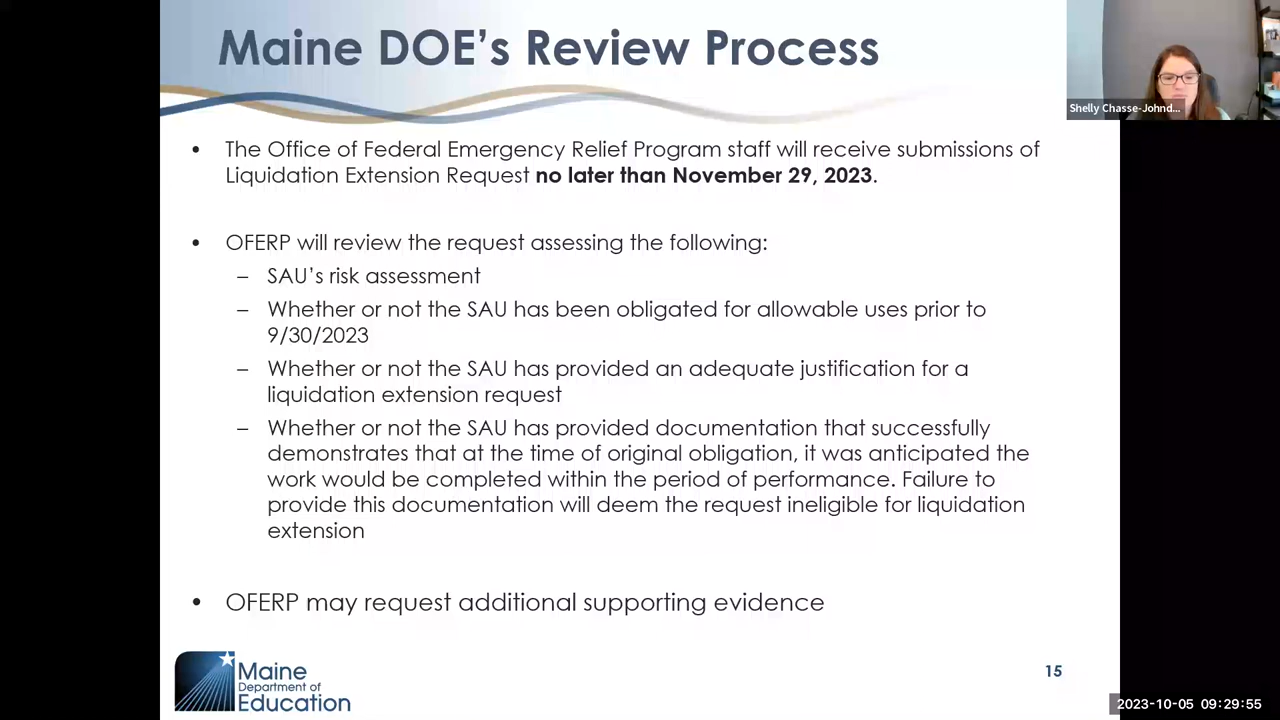 Maine DOE's Review Process
Shelly Chasse-Johnd...
• The Office of Federal Emergency Relief Program staff will receive submissions of
Liquidation Extension Request no later than November 29, 2023.
• OFERP will review the request assessing the following:
– SAU's risk assessment
– Whether or not the SAU has been obligated for allowable uses prior to
9/30/2023
– Whether or not the SAU has provided an adequate justification for a
liquidation extension request
– Whether or not the SAU has provided documentation that successfully
demonstrates that at the time of original obligation, it was anticipated the
work would be completed within the period of performance. Failure to
provide this documentation will deem the request ineligible for liquidation
extension
• OFERP may request additional supporting evidence
Maine
Department of
Education
15
2023-10-05 09:29:55